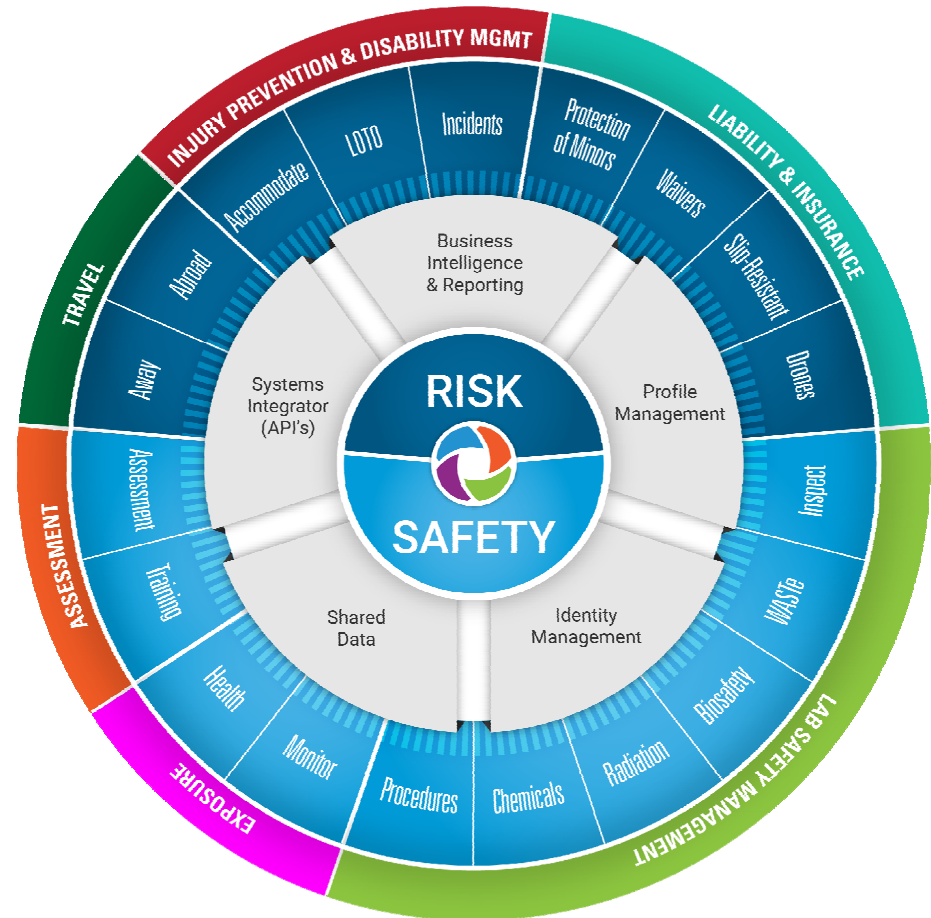 INJURY PREVENTION & DISABILITY MGMT
LIABILITY & INSURANCE
TRAVEL
ASSESSMENT
EXPOSURE
LAB SAFETY MANAGEMENT
Incidents
LOTO
Accommodate
Abroad
Away
Protection
of Minors
Waivers
Slip-Resistant
Drones
Assessment
Training
Health
Monitor
Procedures
Chemicals
Radiation
Biosafety
WASTe
Inspect
Business
Intelligence
& Reporting
Systems
Integrator
(API's)
Profile
Management
Shared
Data
Identity
Management
RISK
SAFETY